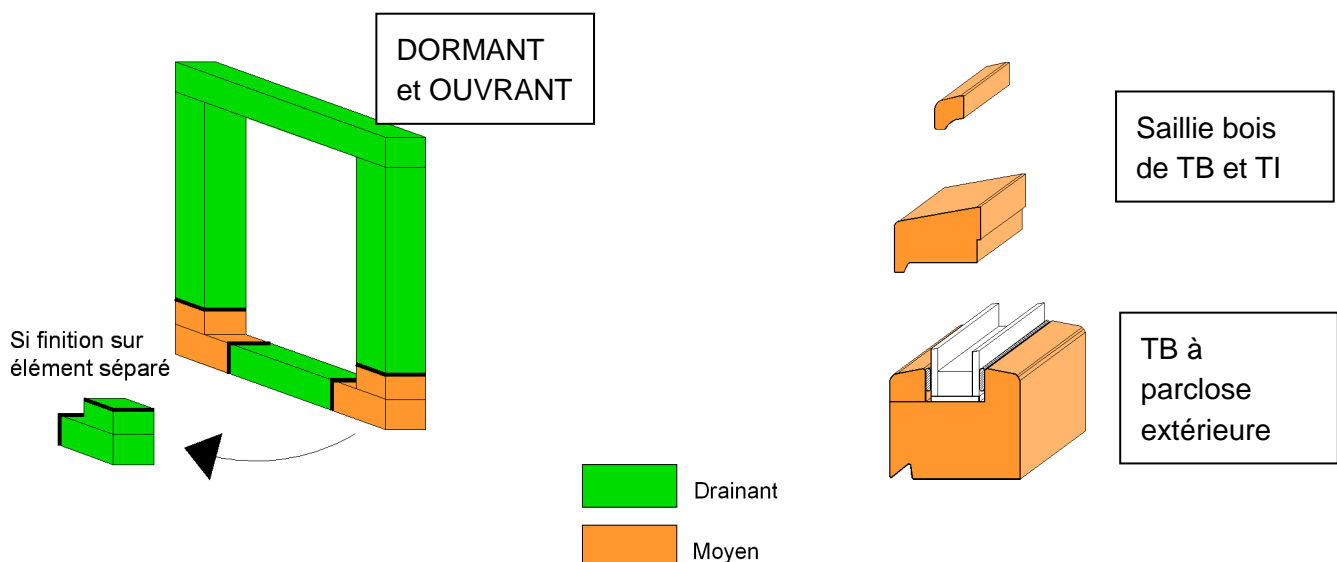 DORMANT
et OUVRANT
Saillie bois
de TB et TI
Si finition sur
élément séparé
TB à
parclose
extérieure
Drainant
Moyen